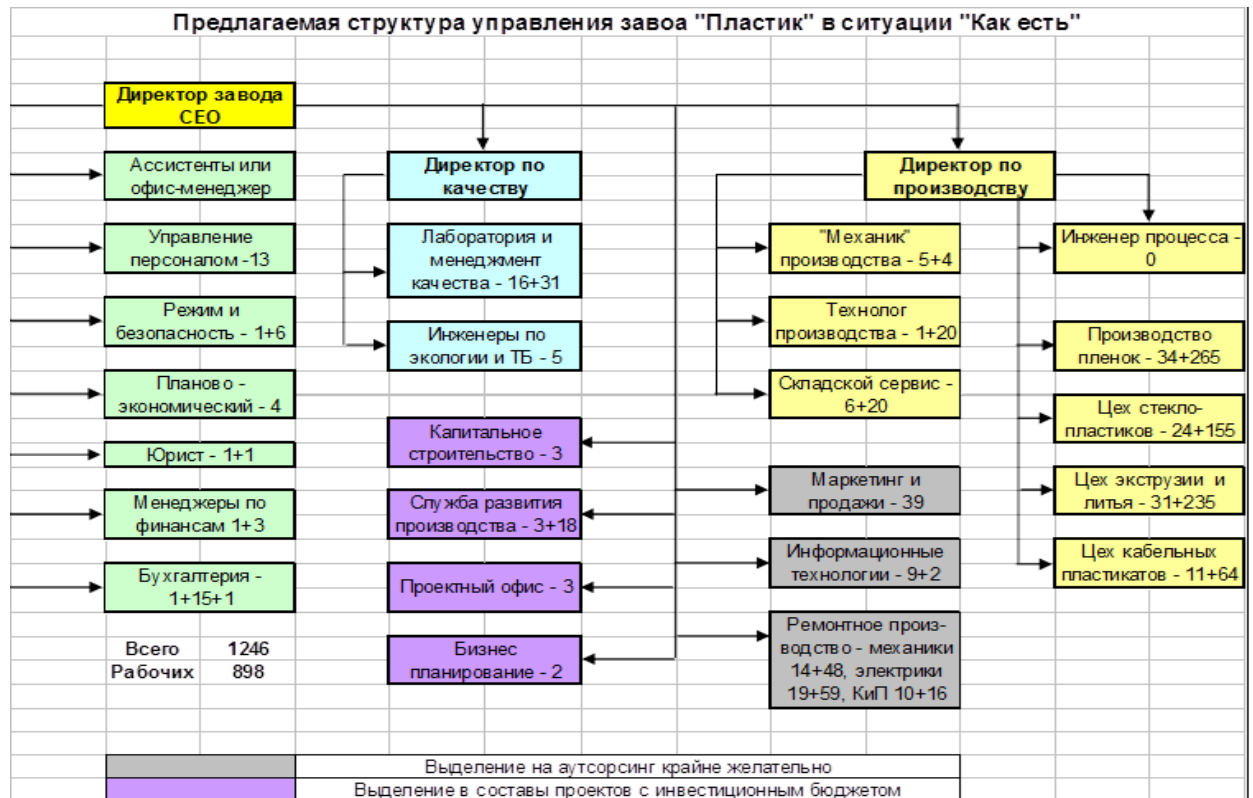 Предлагаемая структура управления завоа "Пластик" в ситуации "Как есть"
Директор завода
CEO
Ассистенты или
офис-менеджер
Управление
персоналом -13
Режим и
безопасность - 1+6
Планово -
экономический - 4
Юрист - 1+1
Менеджеры по
финансам 1+3
Бухгалтерия -
1+15+1
Всего 1246
Рабочих 898
Директор по
качеству
Лаборатория и
менеджмент
качества - 16+31
Инженеры по
экологии и ТБ - 5
Капитальное
строительство - 3
Служба развития
производства - 3+18
Проектный офис - 3
Бизнес
планирование - 2
Директор по
производству
"Механик"
производства - 5+4
Технолог
производства - 1+20
Складской сервис -
6+20
Маркетинг и
продажи - 39
Информационные
технологии - 9+2
Ремонтное произ-
водство - механики
14+48, электрики
19+59, КиП 10+16
Инженер процесса -
0
Производство
пленок - 34+265
Цех стекло-
пластиков - 24+155
Цех экструзии и
литья - 31+235
Цех кабельных
пластикатов - 11+64
Выделение на аутсорсинг крайне желательно
Выделение в составы проектов с инвестиционным бюджетом